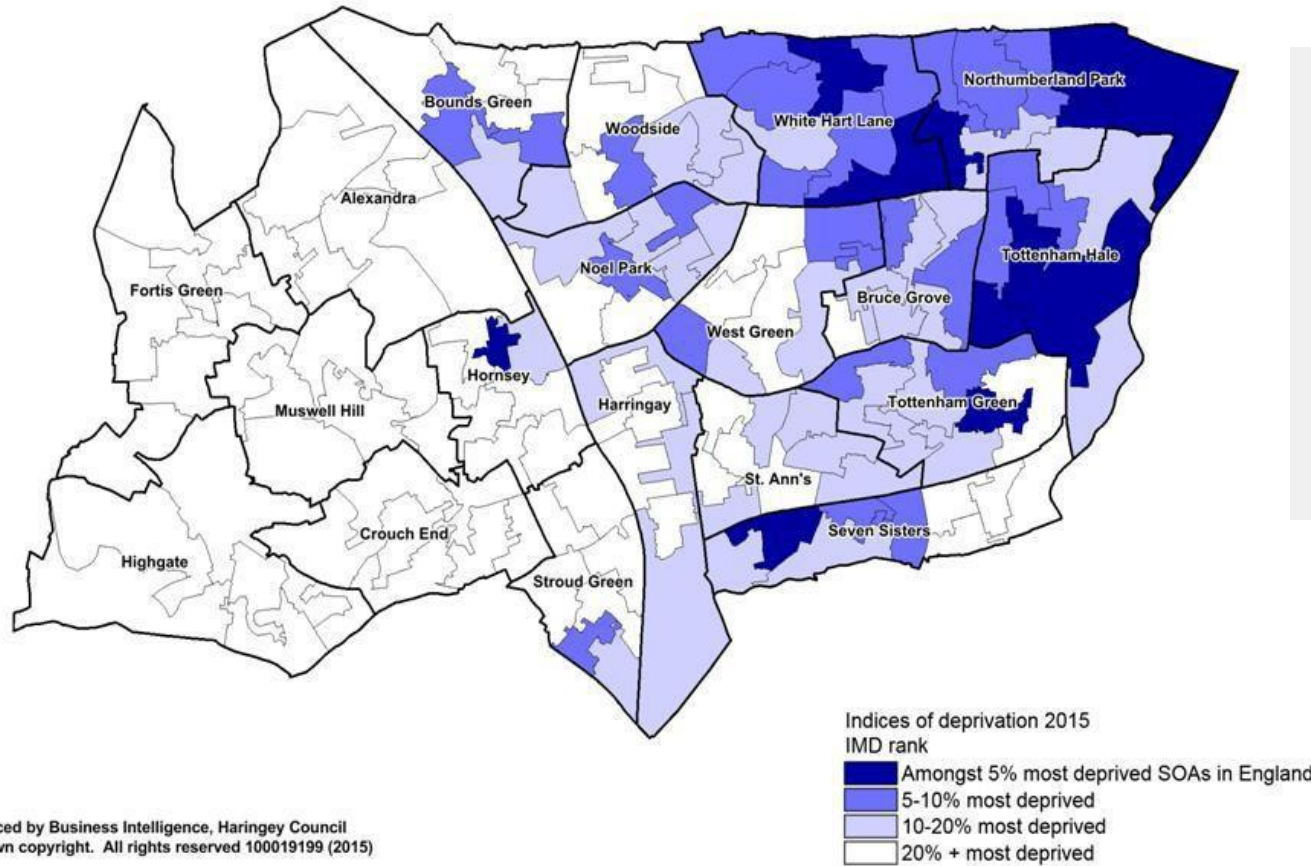 Northumberland Park
Bounds Green
White Hart Lane
Woodside
Alexandra
Tottenham Hale
Noel Park
Fortis Green
Bruce Grove
West Green
Hornsey
Muswell Hill
Harringay
Tottenham Green
St. Ann's
Seven Sisters
Crouch End
Highgate
Stroud Green
Indices of deprivation 2015
IMD rank
Amongst 5% most deprived SOAs in England
5-10% most deprived
10-20% most deprived
20% + most deprived
ced by Business Intelligence, Haringey Council
wn copyright. All rights reserved 100019199 (2015)